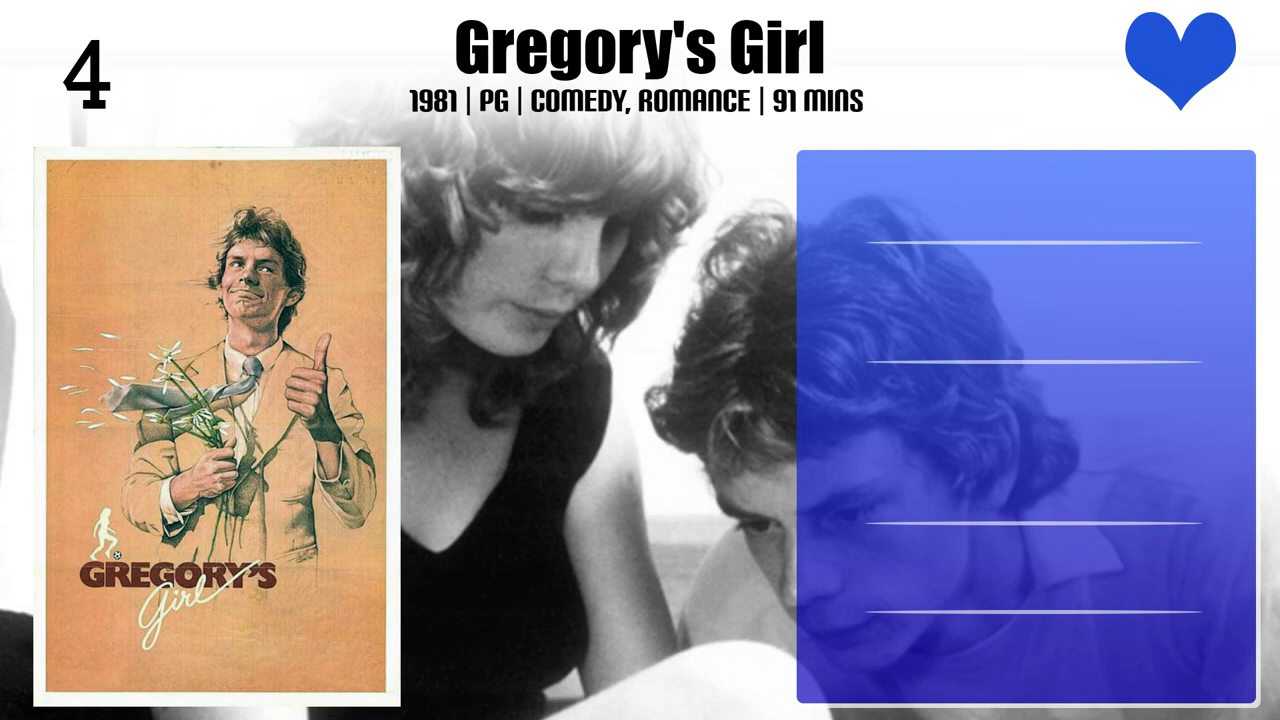 4
Gregory's Girl
1981 | PG | COMEDY, ROMANCE | 91 MINS
GREGORY'S
Girl